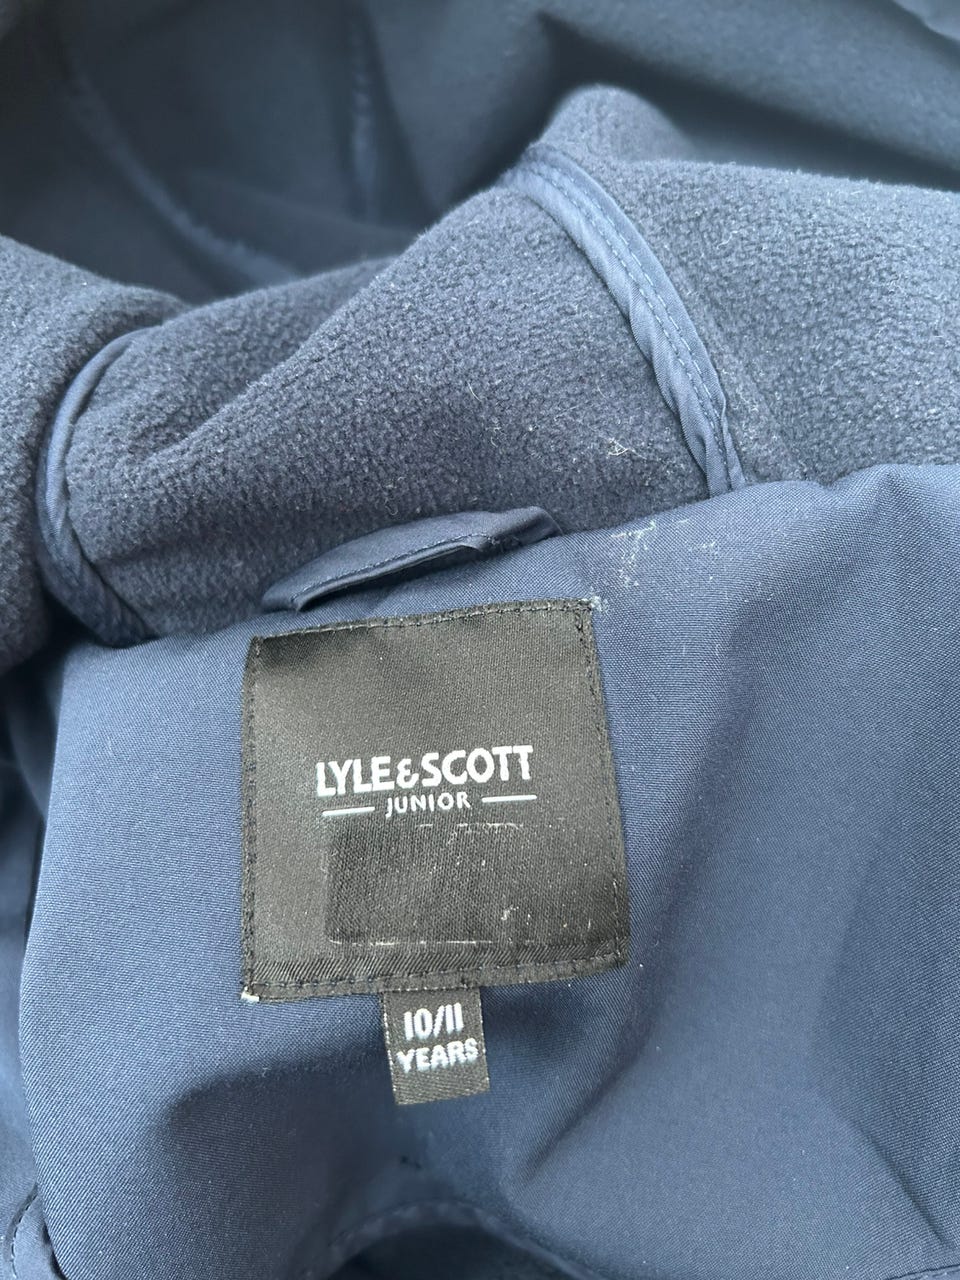 LYLE&SCOTT
JUNIOR
10/11
YEARS